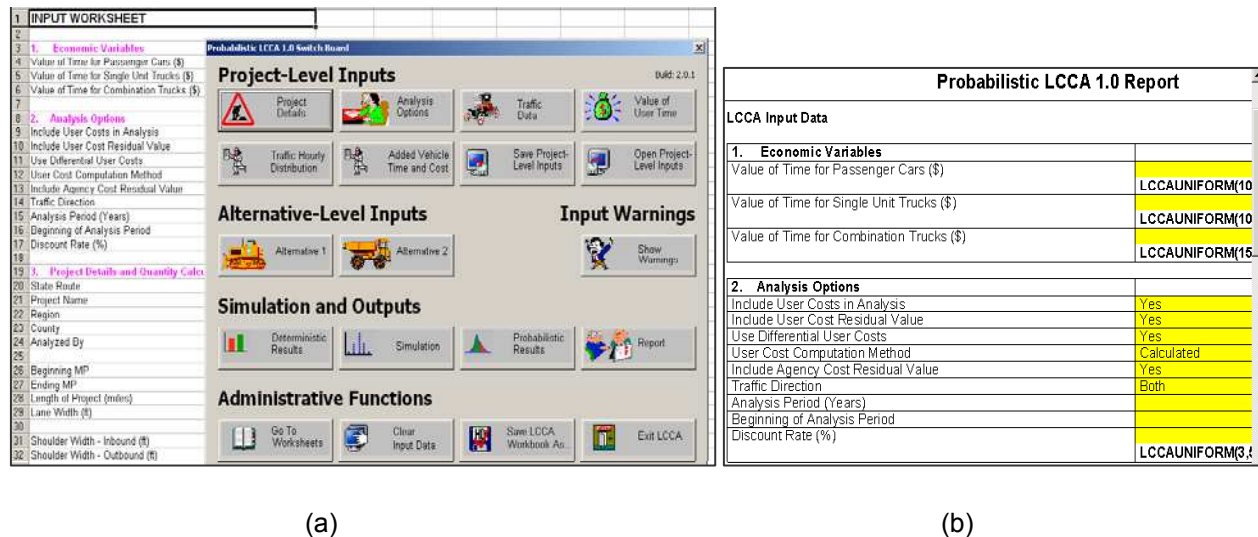 1 INPUT WORKSHEET
2
3 1. Economic Variables
4 Value of Time for Passenger Cars ($)
5 Value of Time for Single Unit Trucks ($)
6 Value of Time for Combination Trucks ($)
7
8 2. Analysis Options
9 Include User Costs in Analysis
10 Include User Cost Residual Value
11 Use Differential User Costs
12 User Cost Computation Method
13 Include Agency Cost Residual Value
14 Traffic Direction
15 Analysis Period (Years)
16 Beginning of Analysis Period
17 Discount Rate (%)
18
19 3. Project Details and Quantity Calcu
20 State Route
21 Project Name
22 Region
23 County
24 Analyzed By
25
26 Beginning MP
27 Ending MP
28 Length of Project (miles)
29 Lane Width (ft)
30
31 Shoulder Width - Inbound (ft)
32 Shoulder Width - Outbound (ft)
Probabilistic LCCA 1.0 Switch Board
Project-Level Inputs
Build: 2.0.1
Project Details
Analysis Options
Traffic Data
Value of User Time
Traffic Hourly Distribution
Added Vehicle Time and Cost
Save Project-Level Inputs
Open Project-Level Inputs
Alternative-Level Inputs
Input Warnings
Alternative 1
Alternative 2
Show Warnings
Simulation and Outputs
Deterministic Results
Simulation
Probabilistic Results
Report
Administrative Functions
Go To Worksheets
Clear Input Data
Save LCCA Workbook As...
Exit LCCA
Probabilistic LCCA 1.0 Report
LCCA Input Data
1. Economic Variables
Value of Time for Passenger Cars ($)
LCCAUNIFORM(10
Value of Time for Single Unit Trucks ($)
LCCAUNIFORM(10
Value of Time for Combination Trucks ($)
LCCAUNIFORM(15
2. Analysis Options
Include User Costs in Analysis Yes
Include User Cost Residual Value Yes
Use Differential User Costs Yes
User Cost Computation Method Calculated
Include Agency Cost Residual Value Yes
Traffic Direction Both
Analysis Period (Years)
Beginning of Analysis Period
Discount Rate (%)
LCCAUNIFORM(3,
(a)
(b)